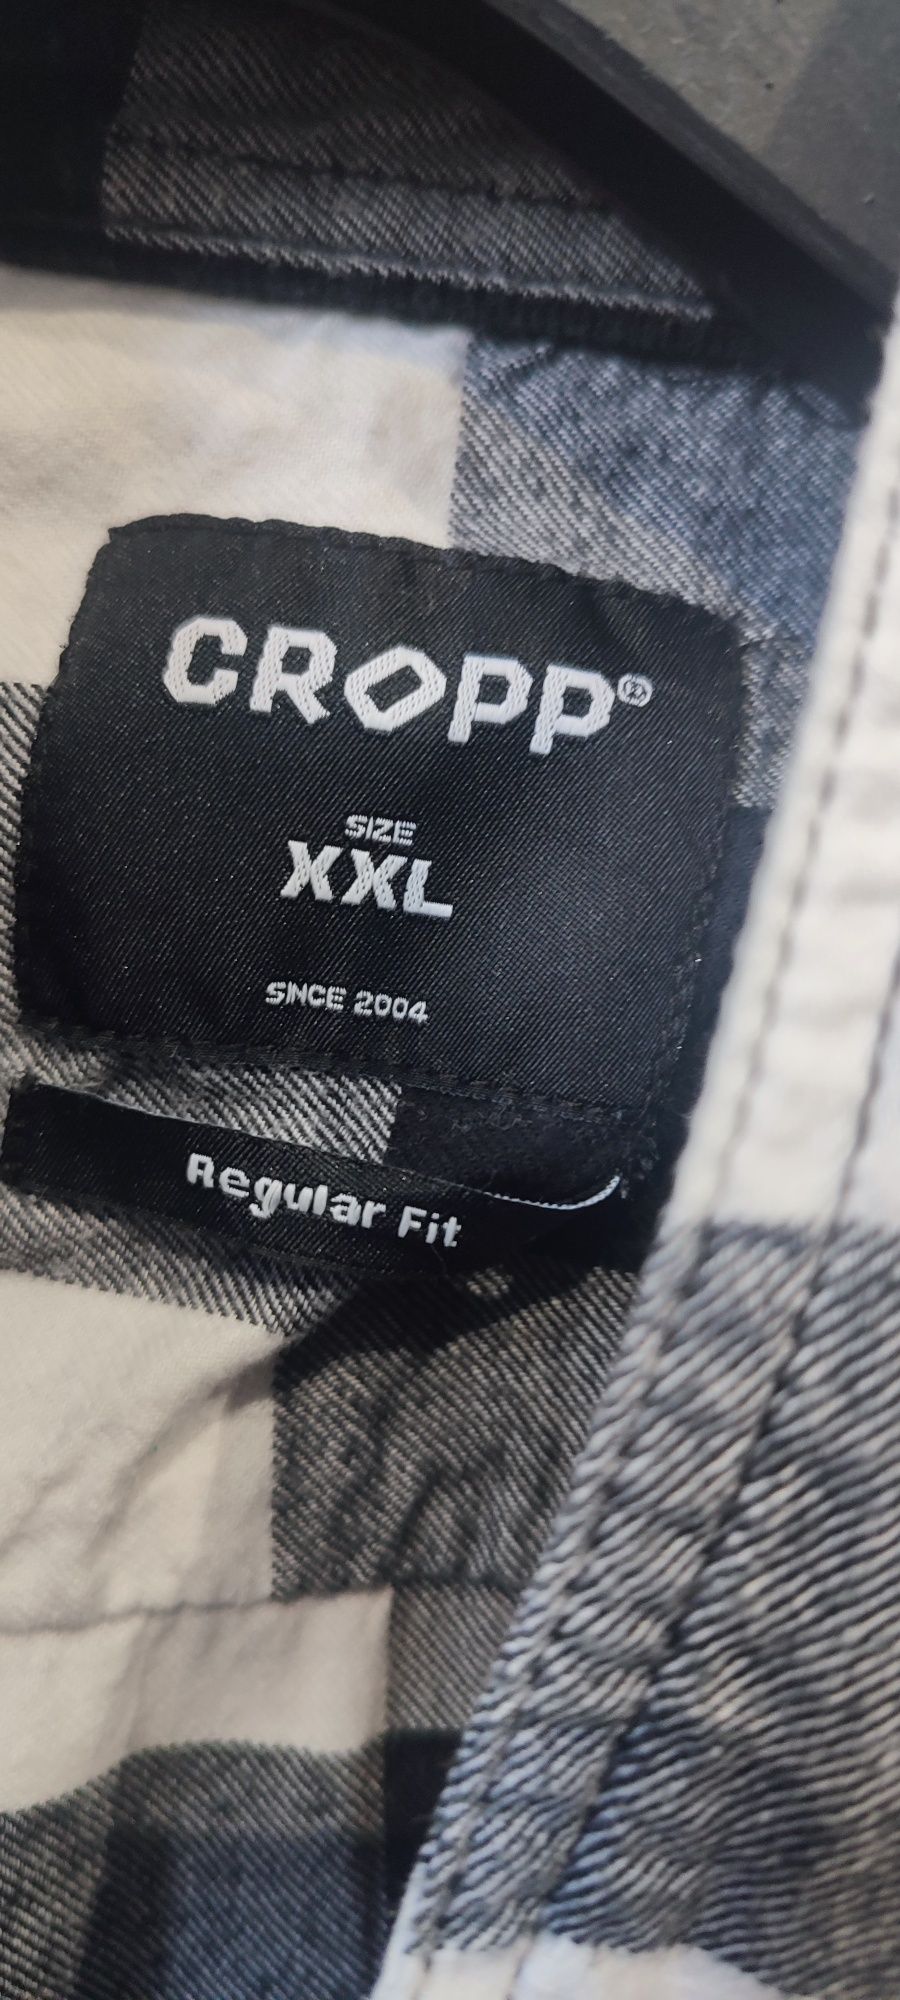 CROPP®
SIZE
XXL
SINCE 2004
Regular Fit